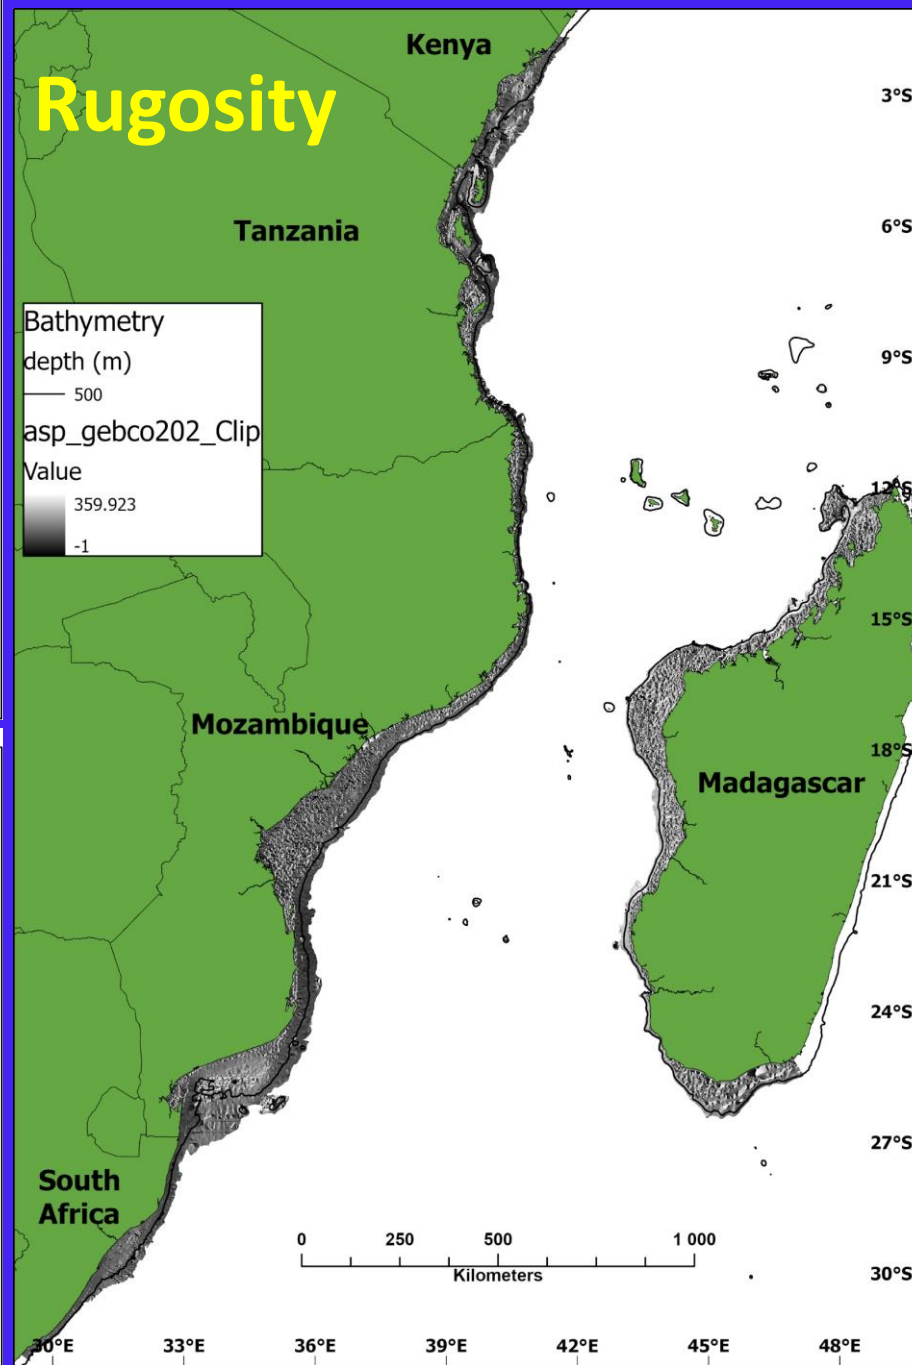 Kenya
Rugosity
Tanzania
Bathymetry
depth (m)
500
asp_gebco202_Clip
Value
359.923
-1
Mozambique
Madagascar
South
Africa
3°S
6°S
9°S
12°S
15°S
18°S
21°S
24°S
27°S
30°S
0 250 500 1 000
Kilometers
30°E 33°E 36°E 39°E 42°E 45°E 48°E